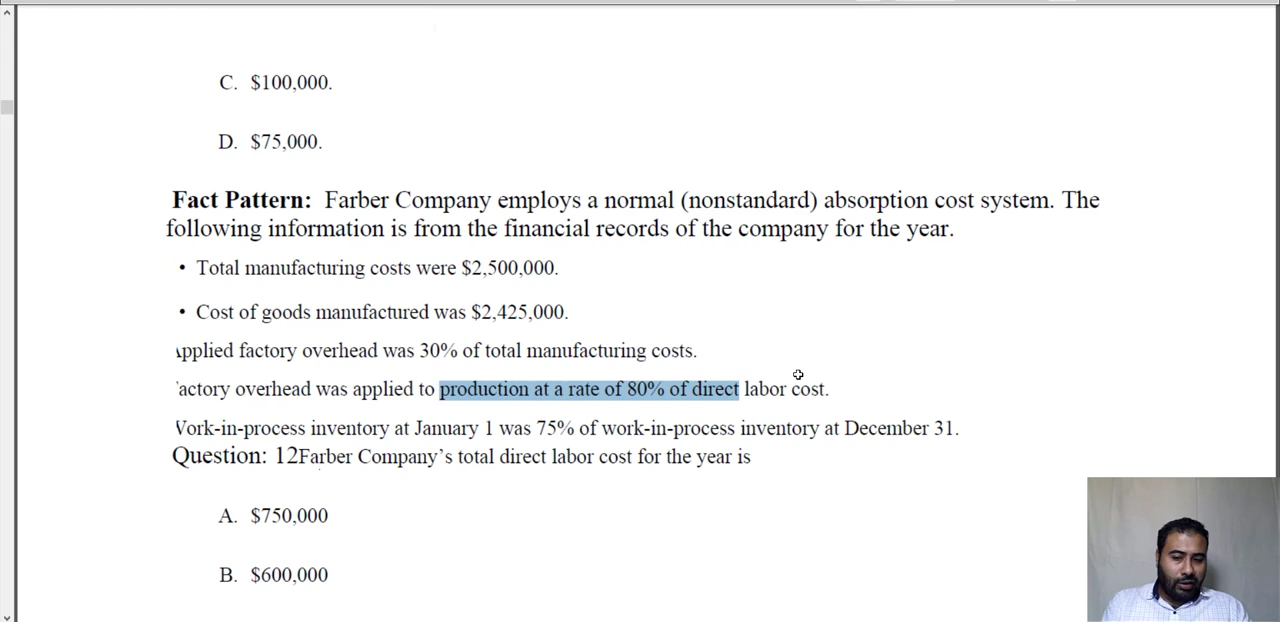 C. $100,000.
D. $75,000.
Fact Pattern: Farber Company employs a normal (nonstandard) absorption cost system. The
following information is from the financial records of the company for the year.
• Total manufacturing costs were $2,500,000.
• Cost of goods manufactured was $2,425,000.
pplied factory overhead was 30% of total manufacturing costs.
actory overhead was applied to production at a rate of 80% of direct labor cost.
ork-in-process inventory at January 1 was 75% of work-in-process inventory at December 31.
Question: 12Farber Company's total direct labor cost for the year is
A. $750,000
B. $600,000